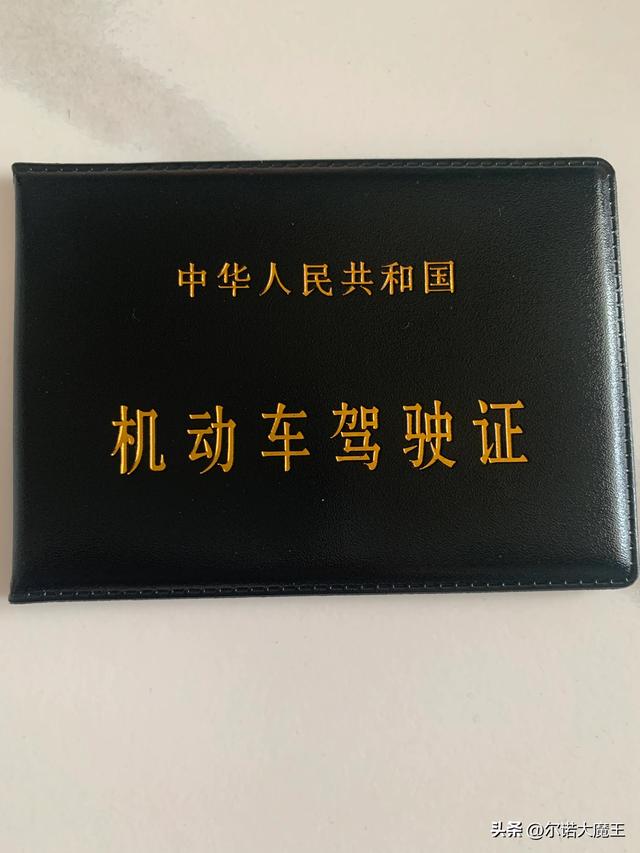 中华人民共和国
机动车驾驶证
头条 @尔诺大魔王